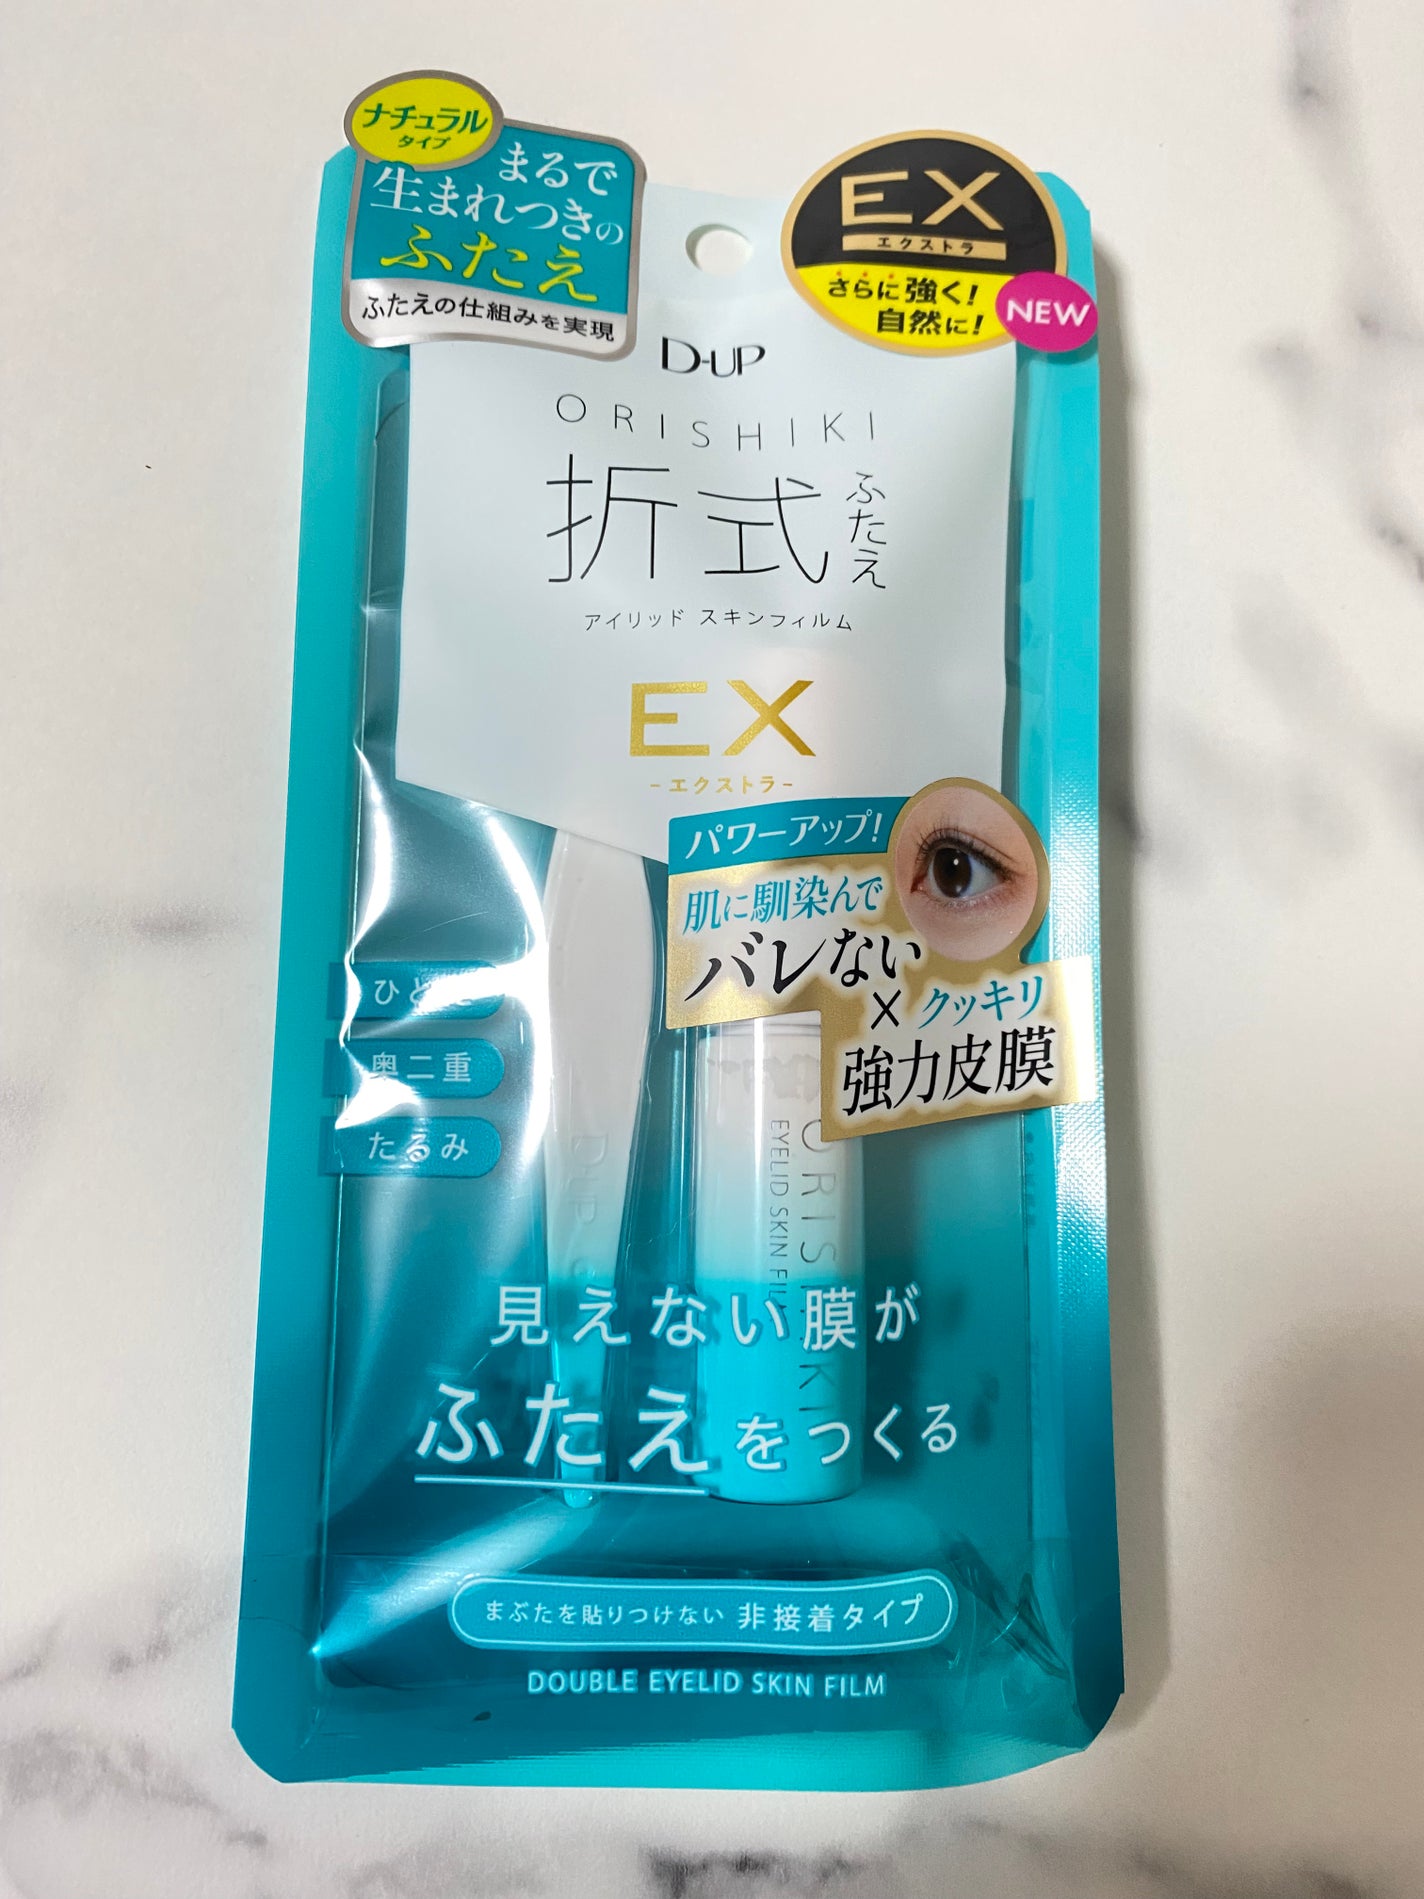 ナチュラル
タイプ
まるで
生まれつきの
ふたえ
ふたえの仕組みを実現
EX
エクストラ
さらに強く!
自然に!
NEW
D-UP
ORISHIKI
折式
ふたえ
アイリッド スキンフィルム
EX
-エクストラ-
パワーアップ!
肌に馴染んで
バレない
×クッキリ
強力皮膜
奥二重
たるみ
ORISHIKI
EYELID SKIN FILM
見えない膜が
ふたえをつくる
まぶたを貼りつけない 非接着タイプ
DOUBLE EYELID SKIN FILM